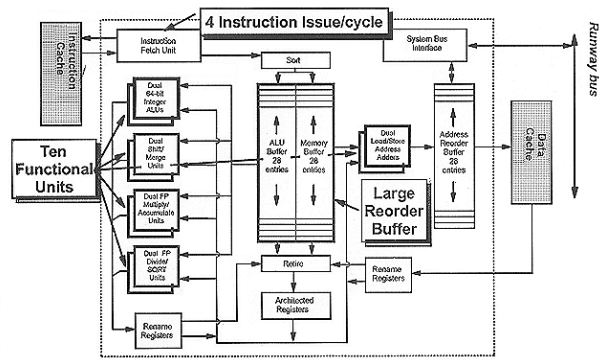 4 Instruction Issue/cycle
Instruction
Fetch Unit
Instruction
Cache
System Bus
Interface
Runway bus
Sort
Dual
64-bit
Integer
ALUs
Dual
Shift/
Merge
Units
Dual FP
Multiply/
Accumulate
Units
Dual FP
Divide/
SQRT
Units
Ten
Functional
Units
ALU
Buffer
28
entries
Memory
Buffer
28
entries
Dual
Load/Store
Address
Adders
Address
Reorder
Buffer
28
entries
Data
Cache
Large
Reorder
Buffer
Retire
Rename
Registers
Architected
Registers
Rename
Registers